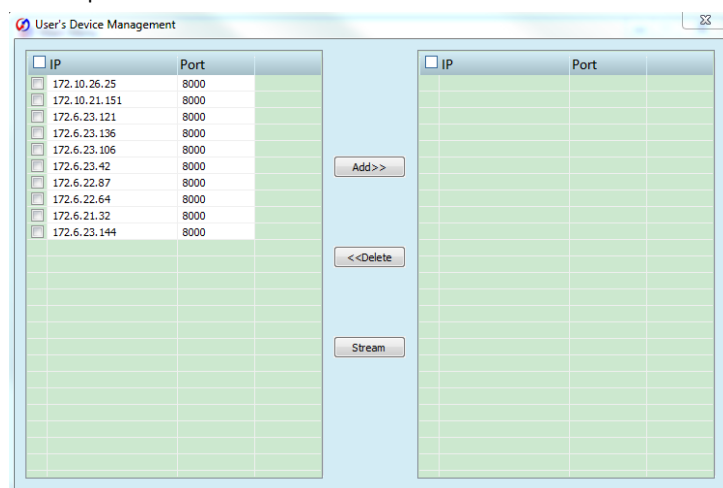 User's Device Management
IP Port
172.10.26.25 8000
172.10.21.151 8000
172.6.23.121 8000
172.6.23.136 8000
172.6.23.106 8000
172.6.23.42 8000
172.6.22.87 8000
172.6.22.64 8000
172.6.21.32 8000
172.6.23.144 8000
Add>>
<<Delete
Stream
IP Port